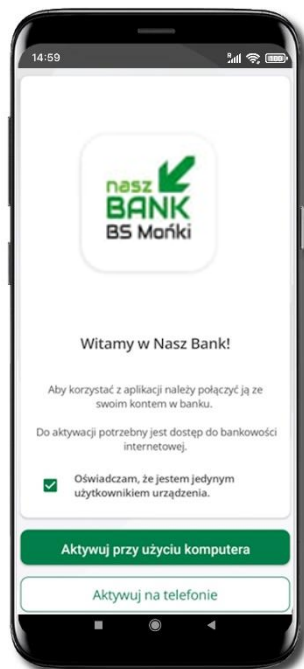 14:59
nasz
BANK
BS Mońki
Witamy w Nasz Bank!
Aby korzystać z aplikacji należy połączyć ją ze
swoim kontem w banku.
Do aktywacji potrzebny jest dostęp do bankowości
internetowej.
Oświadczam, że jestem jedynym
użytkownikiem urządzenia.
Aktywuj przy użyciu komputera
Aktywuj na telefonie